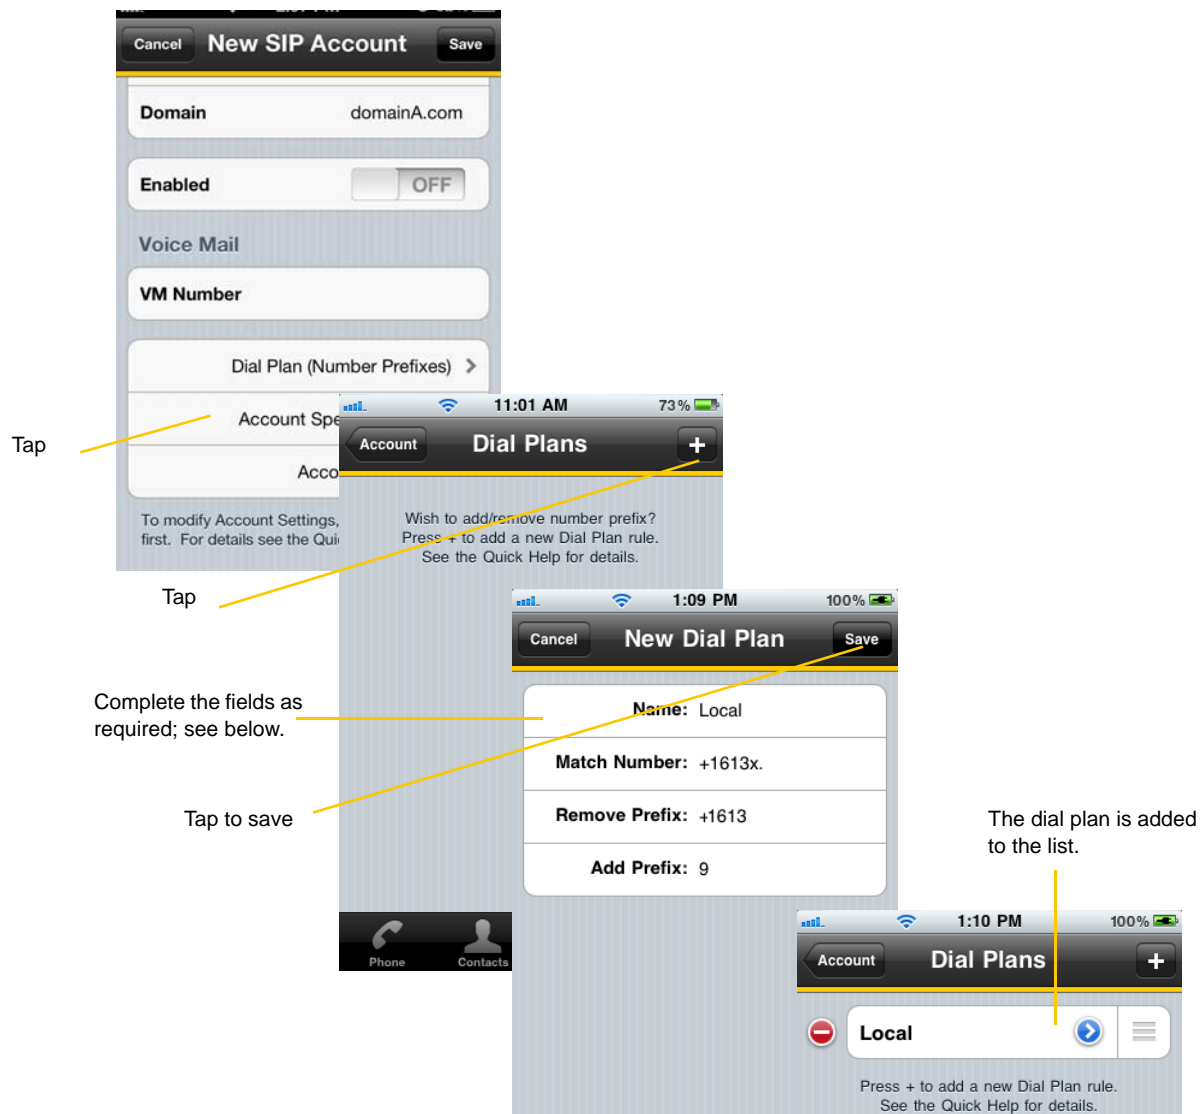 Cancel New SIP Account Save
Domain domainA.com
Enabled OFF
Voice Mail
VM Number
Dial Plan (Number Prefixes)
Account Spe
Acco
To modify Account Settings,
first. For details see the Qui
Tap
11:01 AM 73%
Account Dial Plans +
Wish to add/remove number prefix?
Press + to add a new Dial Plan rule.
See the Quick Help for details.
Phone Contacts
Tap
1:09 PM 100%
Cancel New Dial Plan Save
Name: Local
Match Number: +1613x.
Remove Prefix: +1613
Add Prefix: 9
Complete the fields as
required; see below.
Tap to save
The dial plan is added
to the list.
1:10 PM 100%
Account Dial Plans +
Local
Press + to add a new Dial Plan rule.
See the Quick Help for details.